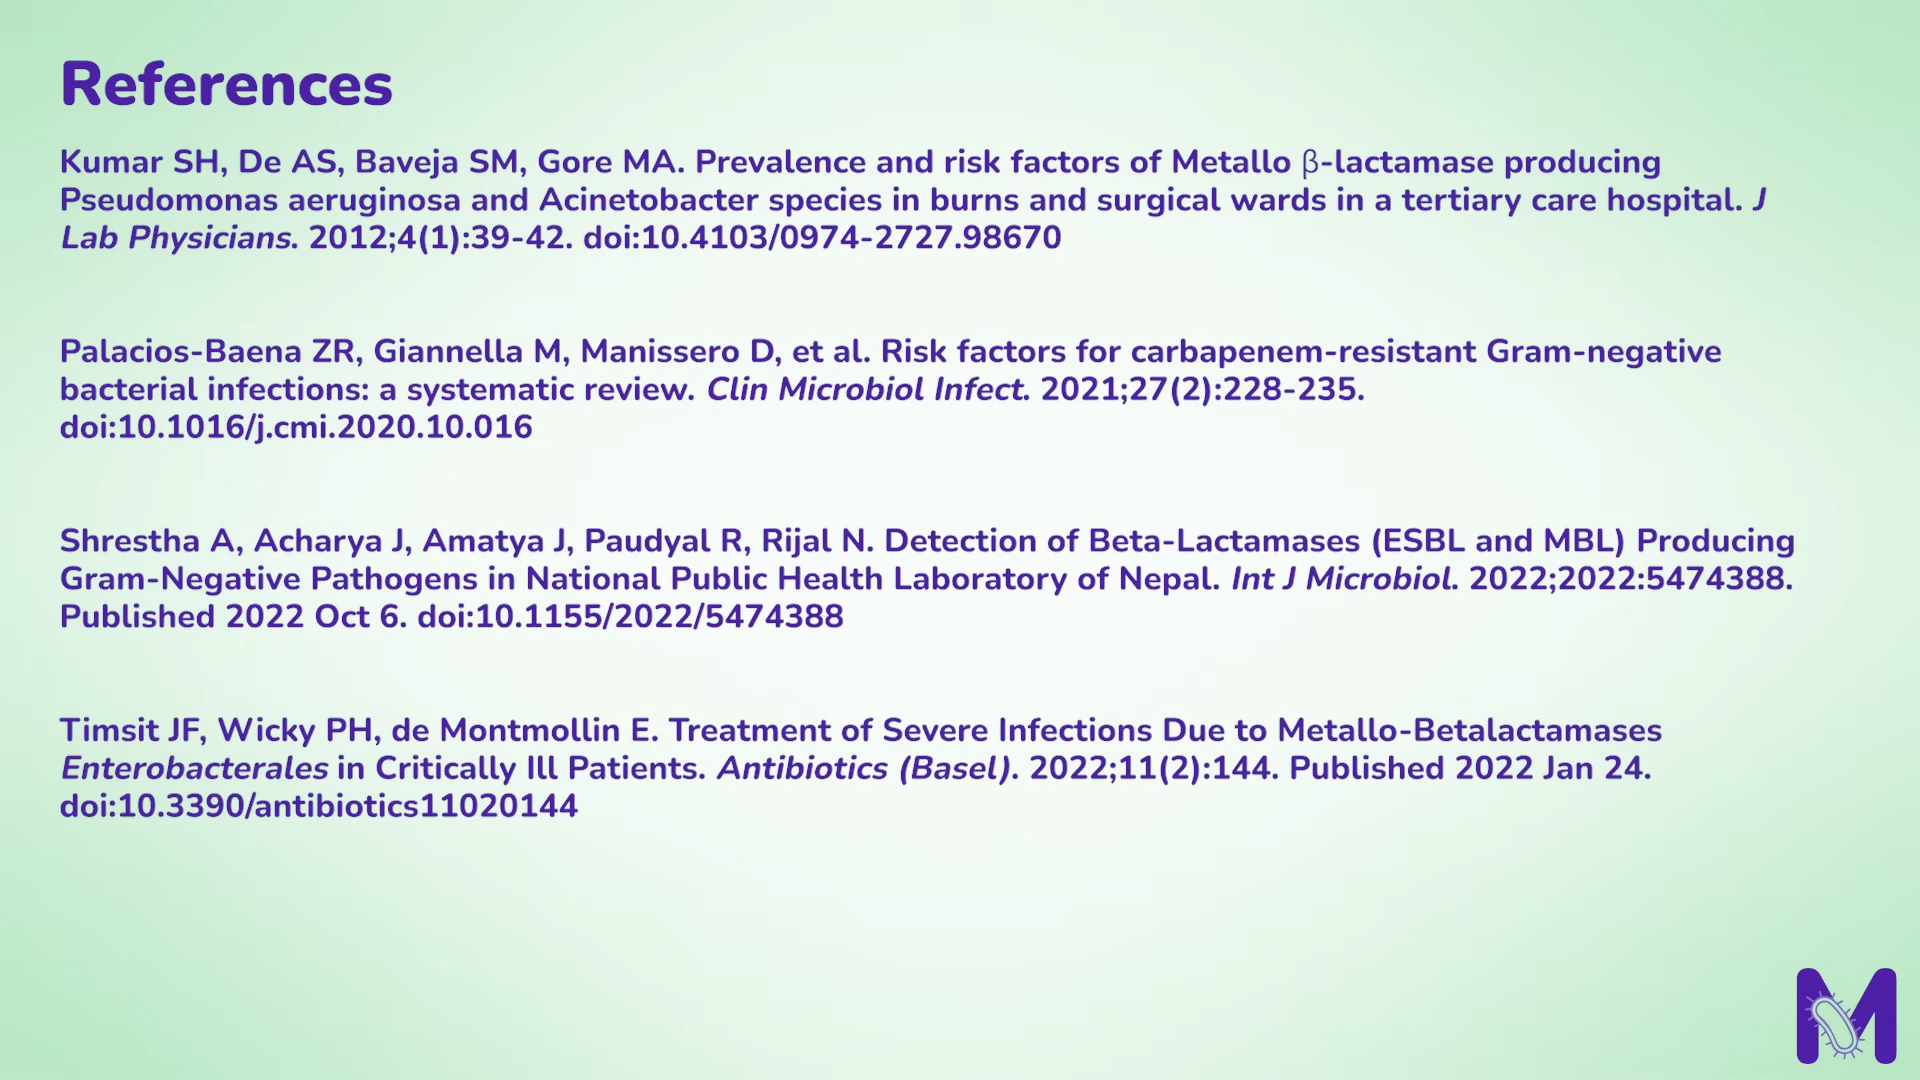 References
Kumar SH, De AS, Baveja SM, Gore MA. Prevalence and risk factors of Metallo β-lactamase producing
Pseudomonas aeruginosa and Acinetobacter species in burns and surgical wards in a tertiary care hospital. J
Lab Physicians. 2012;4(1):39-42. doi:10.4103/0974-2727.98670
Palacios-Baena ZR, Giannella M, Manissero D, et al. Risk factors for carbapenem-resistant Gram-negative
bacterial infections: a systematic review. Clin Microbiol Infect. 2021;27(2):228-235.
doi:10.1016/j.cmi.2020.10.016
Shrestha A, Acharya J, Amatya J, Paudyal R, Rijal N. Detection of Beta-Lactamases (ESBL and MBL) Producing
Gram-Negative Pathogens in National Public Health Laboratory of Nepal. Int J Microbiol. 2022;2022:5474388.
Published 2022 Oct 6. doi:10.1155/2022/5474388
Timsit JF, Wicky PH, de Montmollin E. Treatment of Severe Infections Due to Metallo-Betalactamases
Enterobacterales in Critically Ill Patients. Antibiotics (Basel). 2022;11(2):144. Published 2022 Jan 24.
doi:10.3390/antibiotics11020144
M